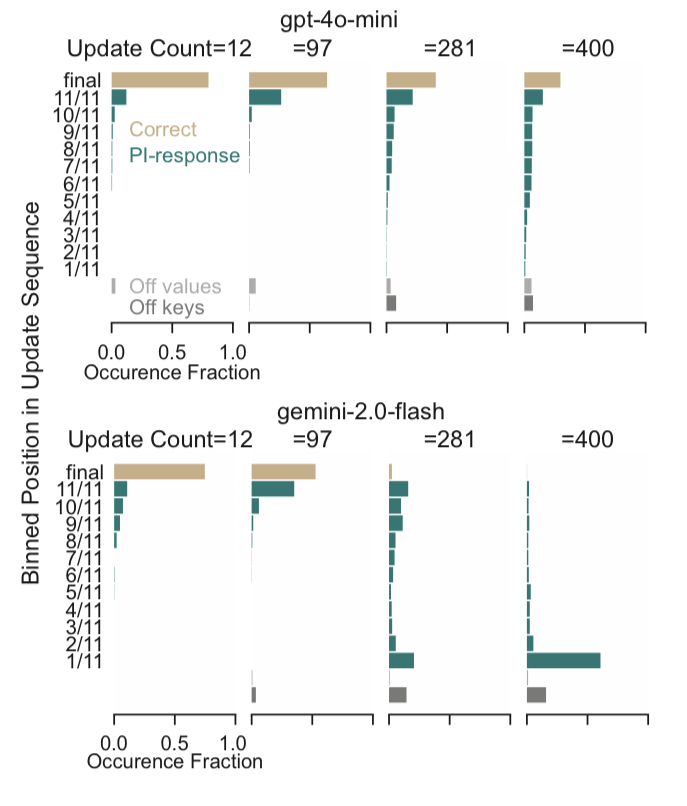 gpt-4o-mini
Update Count=12 =97 =281 =400
final
11/11
10/11
9/11
8/11
7/11
6/11
5/11
4/11
3/11
2/11
1/11
Correct
PI-response
Off values
Off keys
0.0 0.5 1.0
Occurence Fraction
Binned Position in Update Sequence
gemini-2.0-flash
Update Count=12 =97 =281 =400
final
11/11
10/11
9/11
8/11
7/11
6/11
5/11
4/11
3/11
2/11
1/11
0.0 0.5 1.0
Occurence Fraction